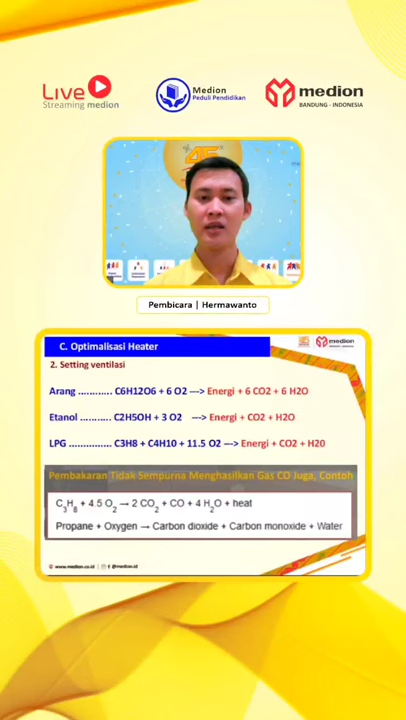 Live
Streaming medion
Medion
Peduli Pendidikan
medion
BANDUNG - INDONESIA
Pembicara | Hermawanto
C. Optimalisasi Heater
medion
2. Setting ventilasi
Arang ............ C6H12O6 + 6 O2 ---> Energi + 6 CO2 + 6 H2O
Etanol ........... C2H5OH + 3 O2 ---> Energi + CO2 + H2O
LPG ............... C3H8 + C4H10 + 11.5 O2 ---> Energi + CO2 + H20
Pembakaran Tidak Sempurna Menghasilkan Gas CO Juga, Contoh
C3H8 + 4.5 O2 → 2 CO2 + CO + 4 H2O + heat
Propane + Oxygen → Carbon dioxide + Carbon monoxide + Water
www.medion.co.id | @medion.id